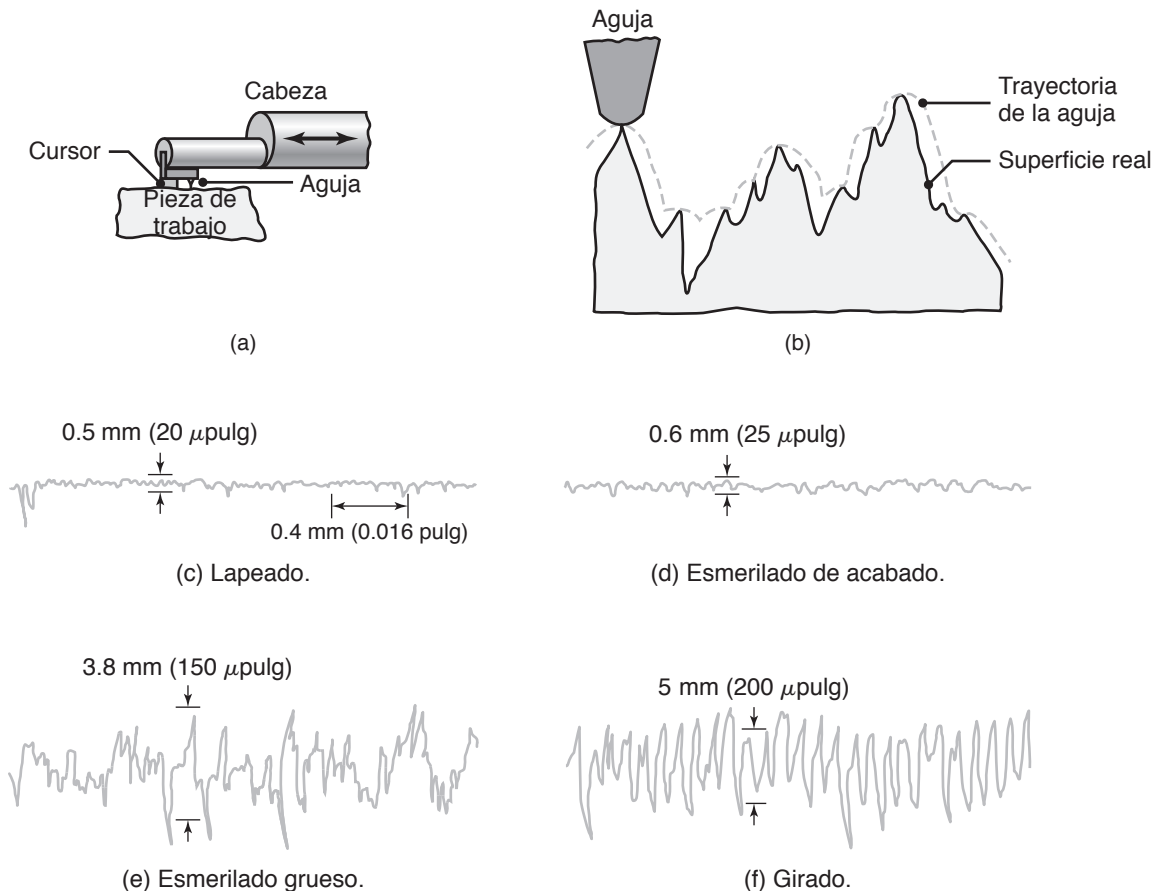 Cabeza
Cursor
Aguja
Pieza de
trabajo
(a)
Aguja
Trayectoria
de la aguja
Superficie real
(b)
0.5 mm (20 μpulg)
0.4 mm (0.016 pulg)
(c) Lapeado.
0.6 mm (25 μpulg)
(d) Esmerilado de acabado.
3.8 mm (150 μpulg)
(e) Esmerilado grueso.
5 mm (200 μpulg)
(f) Girado.